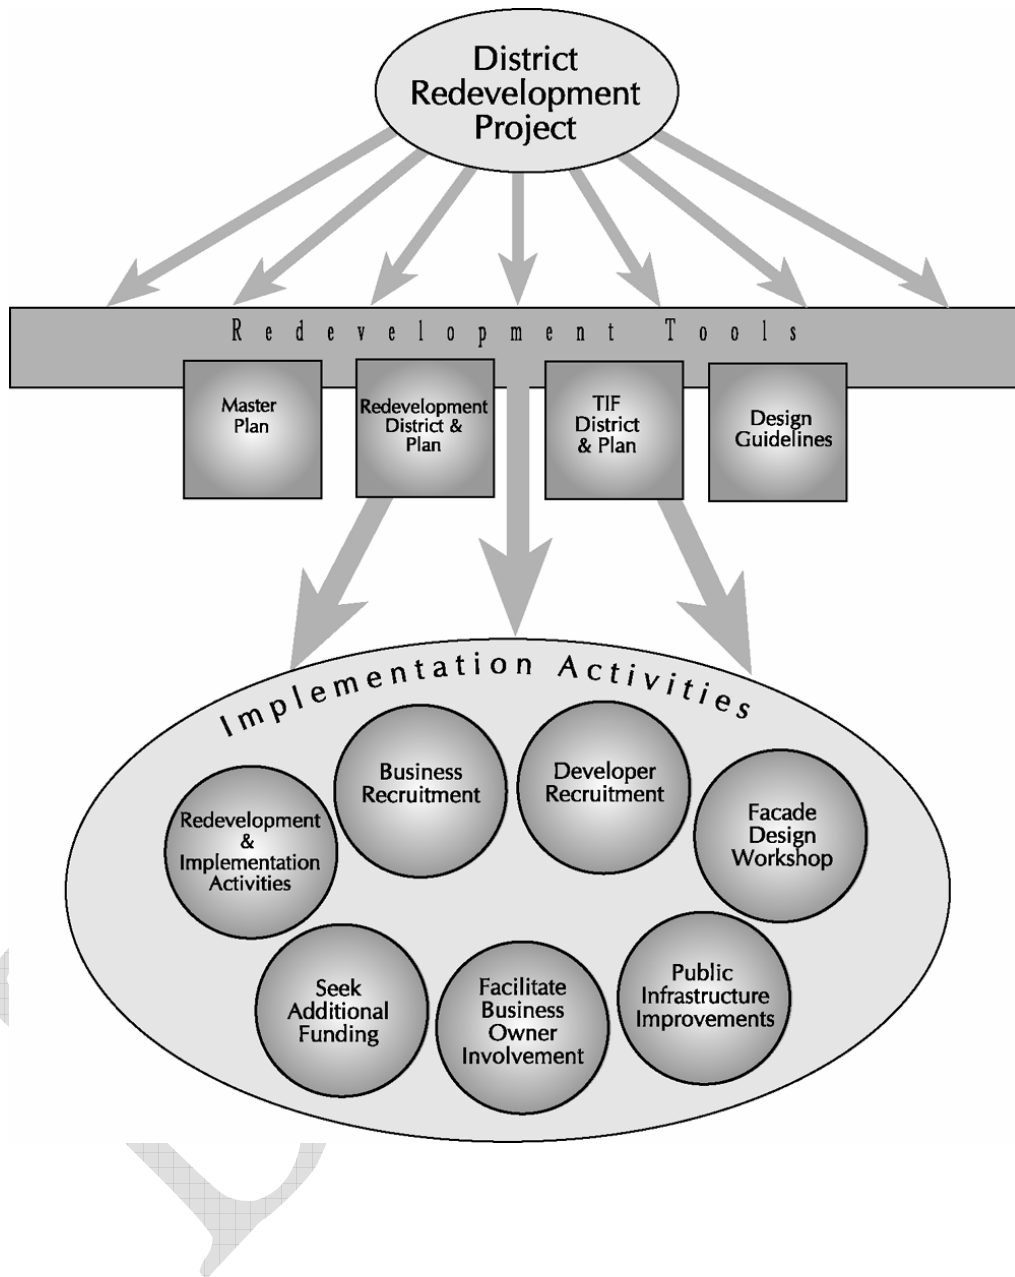 District
Redevelopment
Project
Redevelopment Tools
Master
Plan
Redevelopment
District &
Plan
TIF
District
& Plan
Design
Guidelines
Implementation Activities
Redevelopment
&
Implementation
Activities
Business
Recruitment
Developer
Recruitment
Facade
Design
Workshop
Seek
Additional
Funding
Facilitate
Business
Owner
Involvement
Public
Infrastructure
Improvements